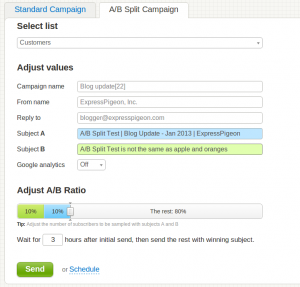 Standard Campaign
A/B Split Campaign
Select list
Customers
Adjust values
Campaign name Blog update[22]
From name ExpressPigeon, Inc.
Reply to blogger@expresspigeon.com
Subject A A/B Split Test | Blog Update - Jan 2013 | ExpressPigeon
Subject B A/B Split Test is not the same as apple and oranges
Google analytics Off
Adjust A/B Ratio
10% 10% The rest: 80%
Tip: Adjust the number of subscribers to be sampled with subjects A and B
Wait for 3 hours after initial send, then send the rest with winning subject.
Send or Schedule